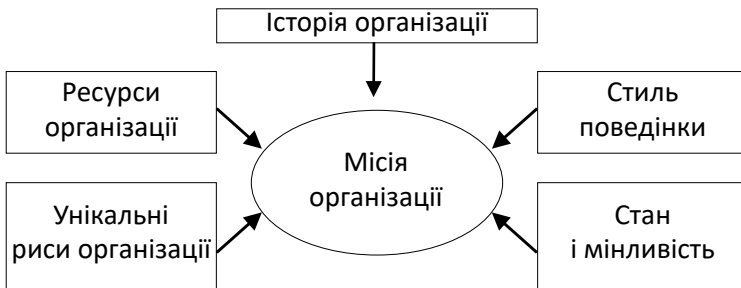 Історія організації
Ресурси
організації
Стиль
поведінки
Місія
організації
Унікальні
риси організації
Стан
і мінливість